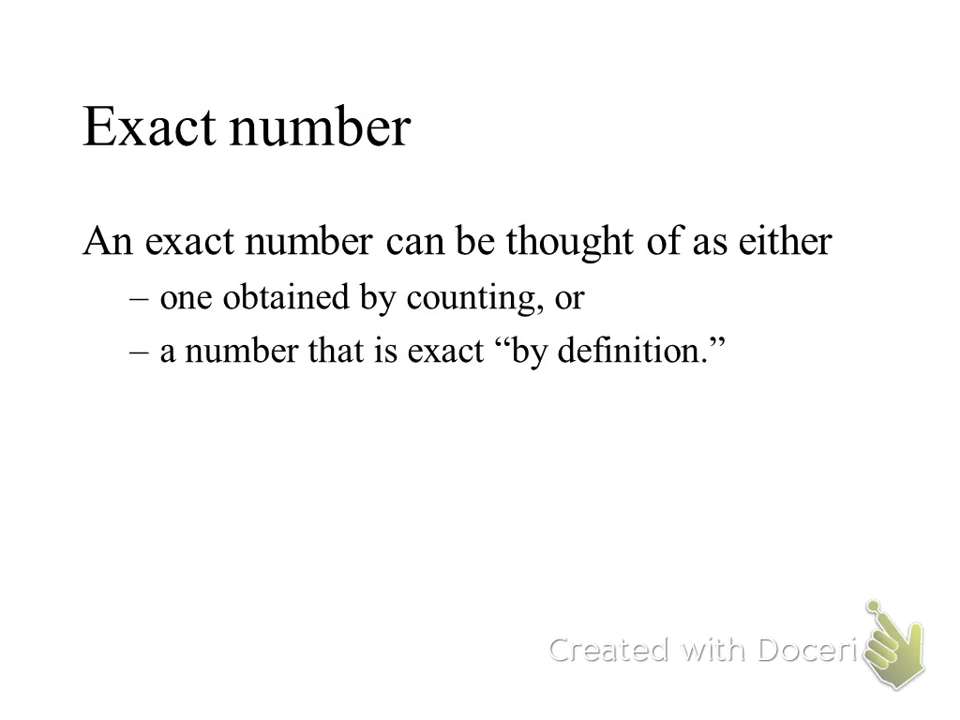 Exact number
An exact number can be thought of as either
– one obtained by counting, or
– a number that is exact “by definition.”
Created with Doceri